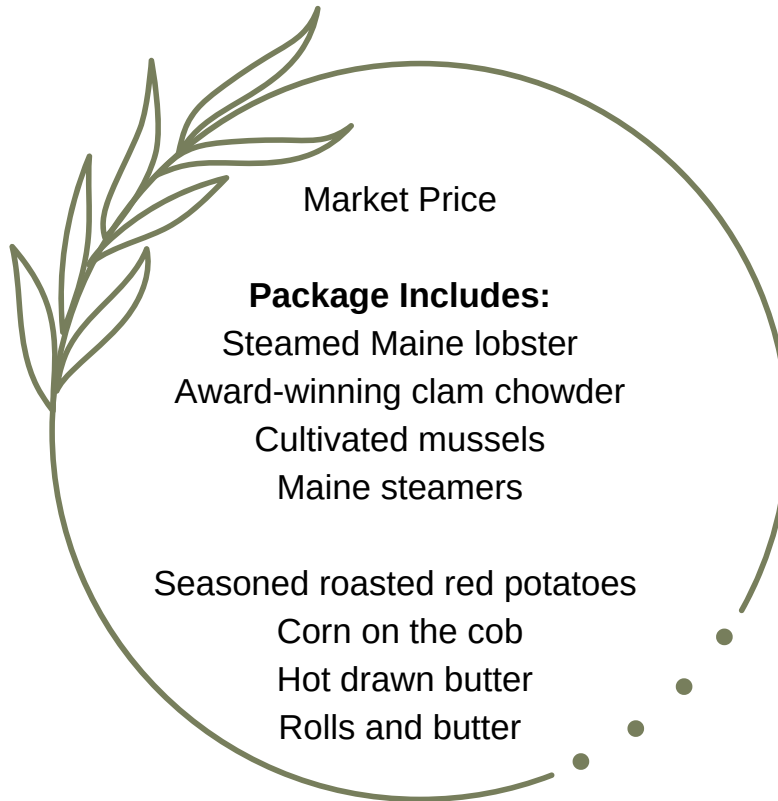 Market Price
Package Includes:
Steamed Maine lobster
Award-winning clam chowder
Cultivated mussels
Maine steamers
Seasoned roasted red potatoes
Corn on the cob
Hot drawn butter
Rolls and butter